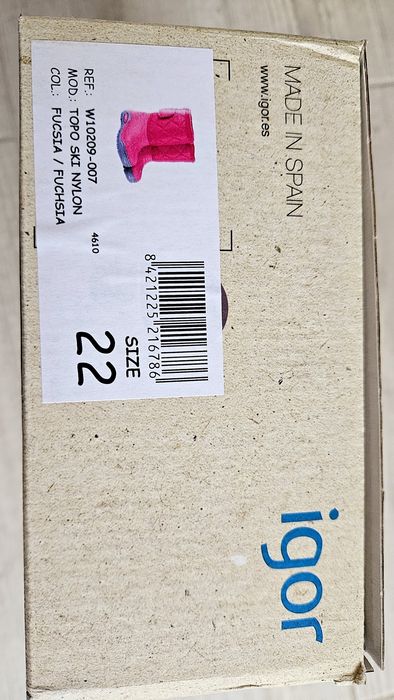 MADE IN SPAIN
www.igor.es
REF.: W10209-007
MOD: TOPO SKI NYLON
COL.: FUCSIA / FUCHSIA
4610
8 421225 216786
SIZE
22
igor